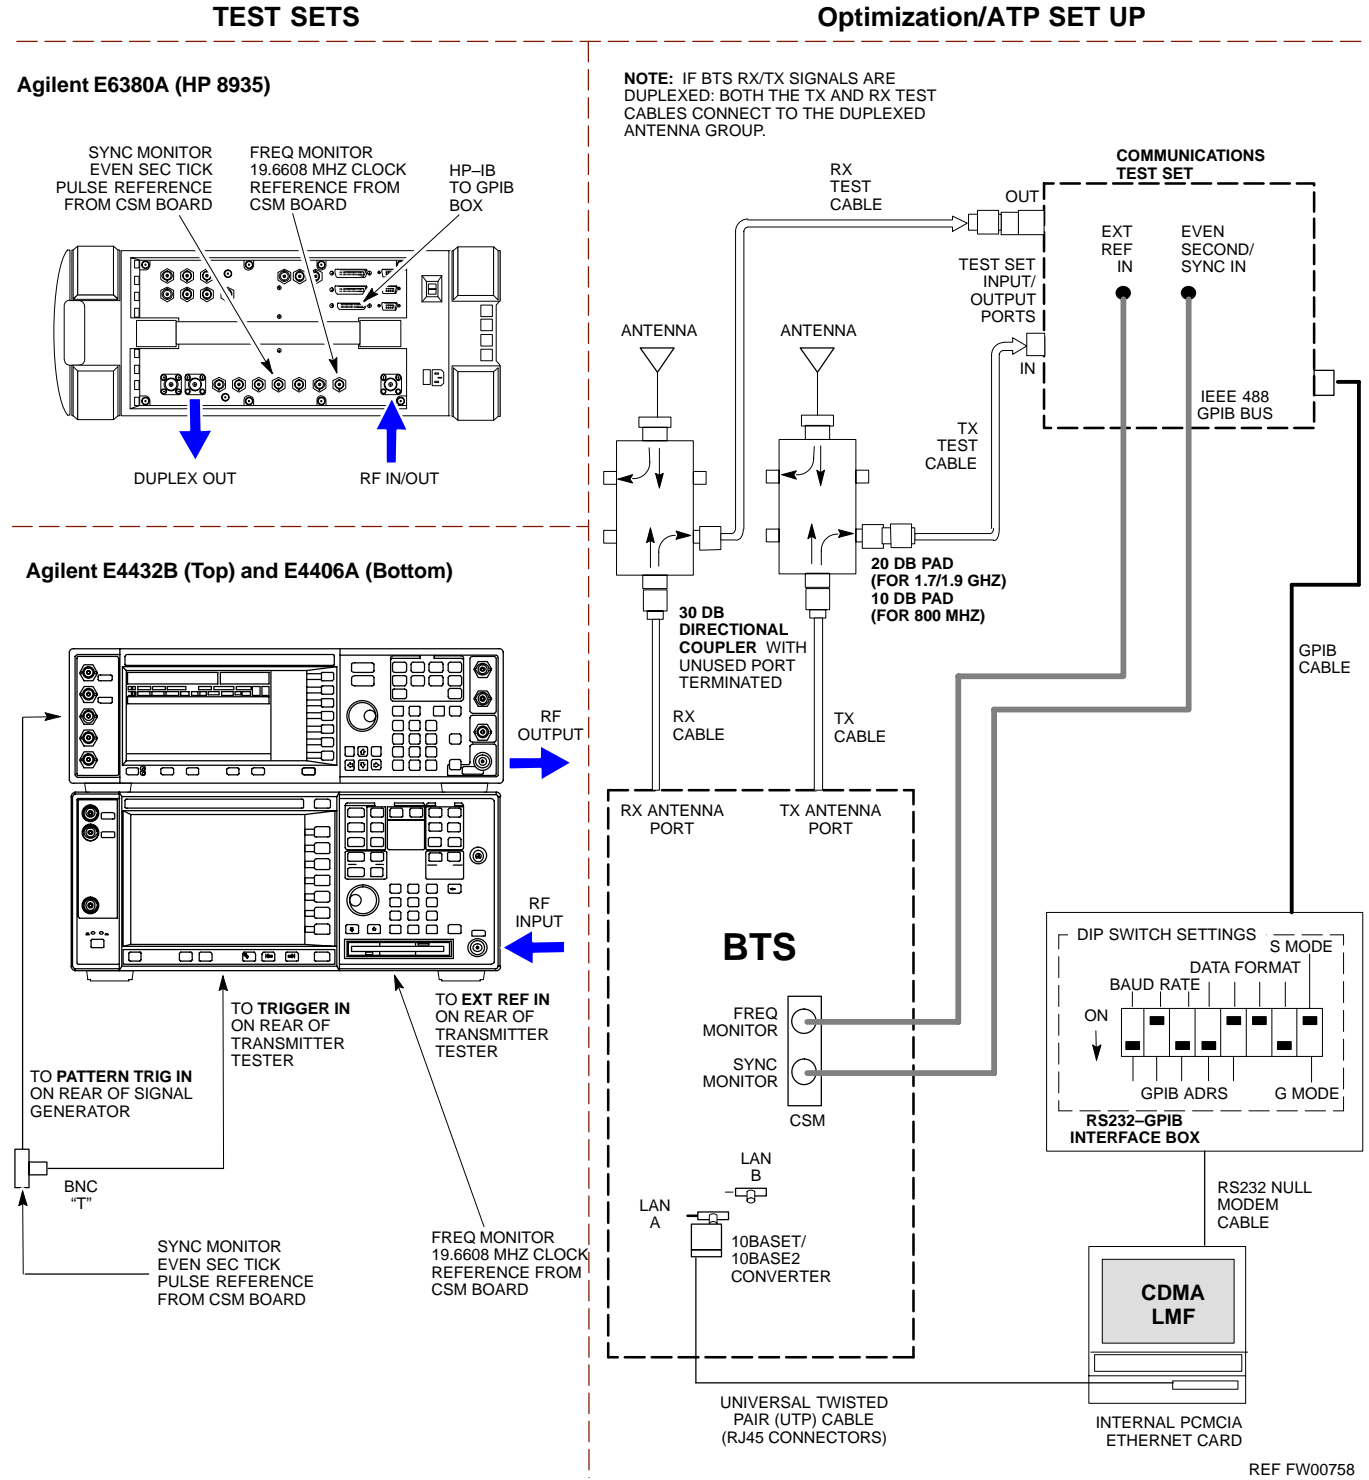 TEST SETS
Optimization/ATP SET UP
Agilent E6380A (HP 8935)
SYNC MONITOR
EVEN SEC TICK
PULSE REFERENCE
FROM CSM BOARD
FREQ MONITOR
19.6608 MHZ CLOCK
REFERENCE FROM
CSM BOARD
HP–IB
TO GPIB
BOX
DUPLEX OUT
RF IN/OUT
Agilent E4432B (Top) and E4406A (Bottom)
RF
OUTPUT
RF
INPUT
TO TRIGGER IN
ON REAR OF
TRANSMITTER
TESTER
TO EXT REF IN
ON REAR OF
TRANSMITTER
TESTER
TO PATTERN TRIG IN
ON REAR OF SIGNAL
GENERATOR
BNC
“T”
SYNC MONITOR
EVEN SEC TICK
PULSE REFERENCE
FROM CSM BOARD
FREQ MONITOR
19.6608 MHZ CLOCK
REFERENCE FROM
CSM BOARD
NOTE: IF BTS RX/TX SIGNALS ARE
DUPLEXED: BOTH THE TX AND RX TEST
CABLES CONNECT TO THE DUPLEXED
ANTENNA GROUP.
RX
TEST
CABLE
COMMUNICATIONS
TEST SET
OUT
EXT
REF
IN
EVEN
SECOND/
SYNC IN
TEST SET
INPUT/
OUTPUT
PORTS
IN
IEEE 488
GPIB BUS
ANTENNA
ANTENNA
TX
TEST
CABLE
20 DB PAD
(FOR 1.7/1.9 GHZ)
10 DB PAD
(FOR 800 MHZ)
30 DB
DIRECTIONAL
COUPLER WITH
UNUSED PORT
TERMINATED
RX
CABLE
TX
CABLE
GPIB
CABLE
RX ANTENNA
PORT
TX ANTENNA
PORT
BTS
FREQ
MONITOR
SYNC
MONITOR
CSM
LAN
B
LAN
A
10BASET/
10BASE2
CONVERTER
DIP SWITCH SETTINGS
S MODE
DATA FORMAT
BAUD RATE
ON
GPIB ADRS
G MODE
RS232–GPIB
INTERFACE BOX
RS232 NULL
MODEM
CABLE
CDMA
LMF
UNIVERSAL TWISTED
PAIR (UTP) CABLE
(RJ45 CONNECTORS)
INTERNAL PCMCIA
ETHERNET CARD
REF FW00758